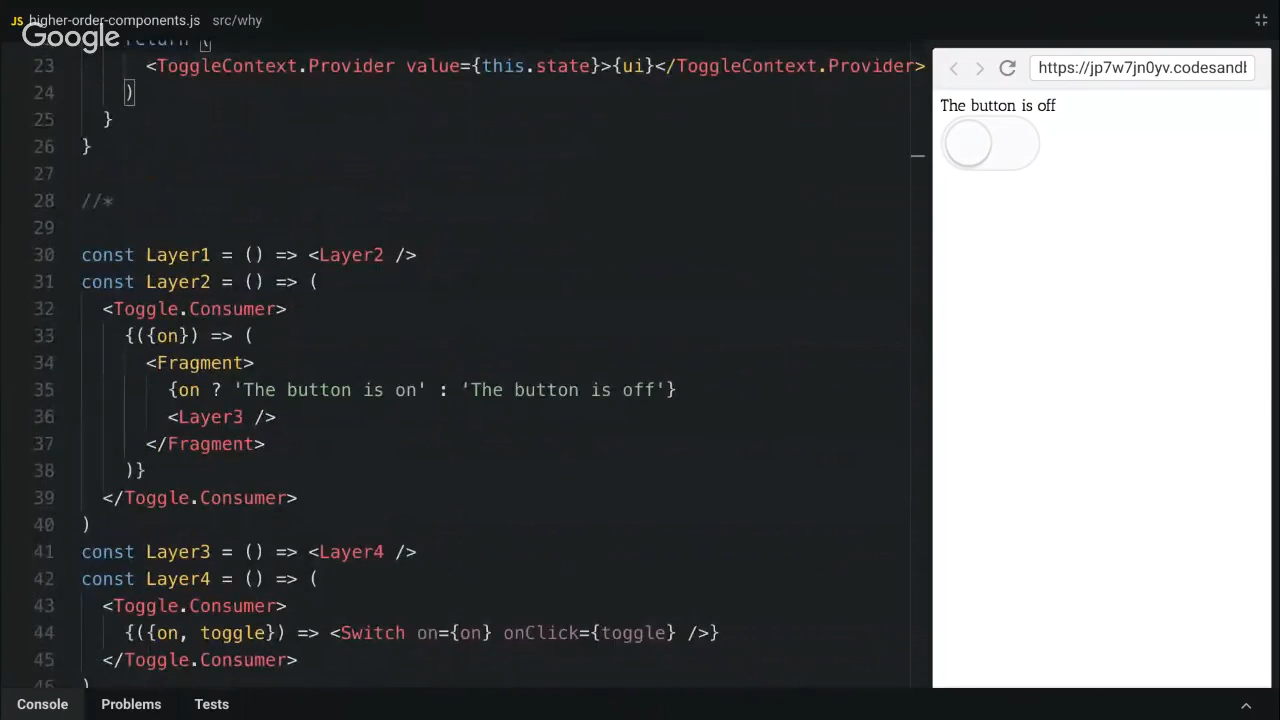 JS higher-order-components.js src/why
Google
return (
23 <ToggleContext.Provider value={this.state}>{ui}</ToggleContext.Provider>
24 )
25 }
26 }
27
28 //*
29
30 const Layer1 = () => <Layer2 />
31 const Layer2 = () => (
32 <Toggle.Consumer>
33 {({on}) => (
34 <Fragment>
35 {on ? 'The button is on' : 'The button is off'}
36 <Layer3 />
37 </Fragment>
38 )}
39 </Toggle.Consumer>
40 )
41 const Layer3 = () => <Layer4 />
42 const Layer4 = () => (
43 <Toggle.Consumer>
44 {({on, toggle}) => <Switch on={on} onClick={toggle} />}
45 </Toggle.Consumer>
46 )
https://jp7w7jn0yv.codesandl
The button is off
Console Problems Tests